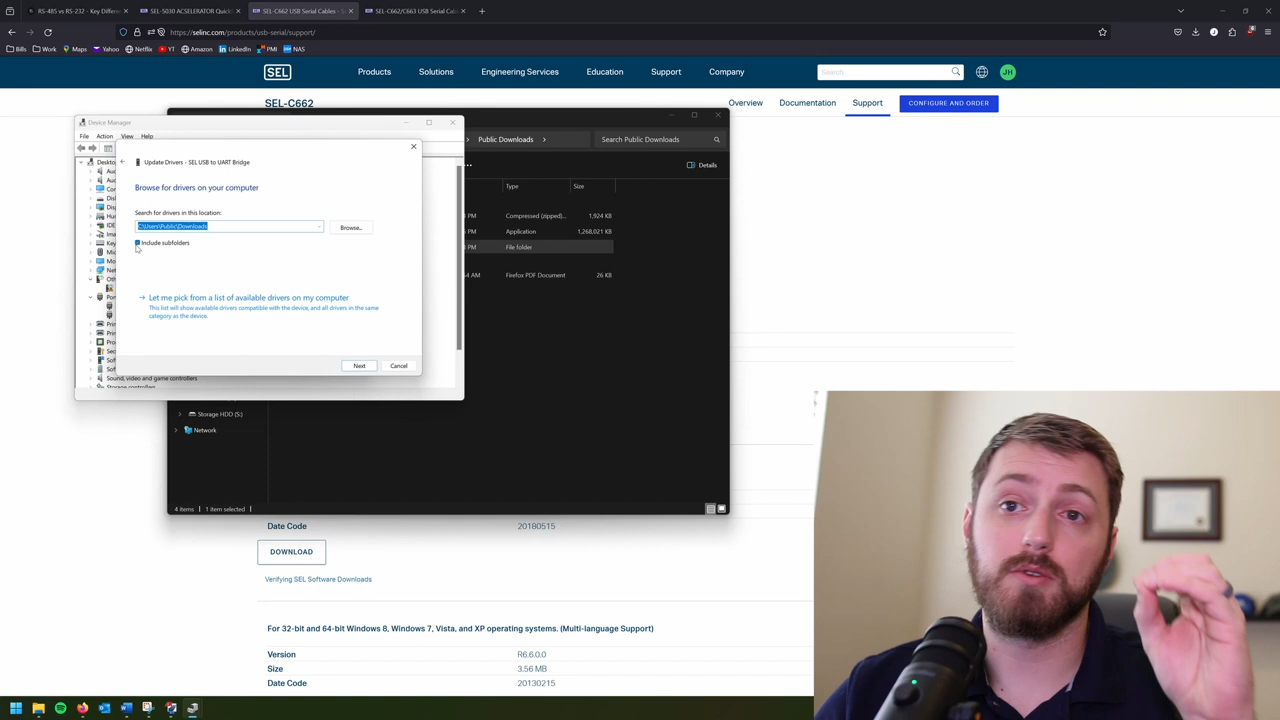 RS-485 vs RS-232 - Key Differe
SEL-5030 ACSELERATOR Quick
SEL-C662 USB Serial Cables - S
SEL-C662/C663 USB Serial Cab
https://selinc.com/products/usb-serial/support/
Bills
Work
Maps
Yahoo
Netflix
YT
Amazon
LinkedIn
PMI
NAS
SEL
Products
Solutions
Engineering Services
Education
Support
Company
Search
JH
SEL-C662
Overview
Documentation
Support
CONFIGURE AND ORDER
Device Manager
File Action View Help
Public Downloads
Search Public Downloads
Details
Update Drivers - SEL USB to UART Bridge
Browse for drivers on your computer
Search for drivers in this location:
C:\Users\Public\Downloads
Browse...
Include subfolders
Let me pick from a list of available drivers on my computer
This list will show available drivers compatible with the device, and all drivers in the same
category as the device.
Next
Cancel
Sound, video and game controllers
Storage controllers
Type
Size
PM Compressed (zipped)... 1,924 KB
PM Application 1,268,021 KB
PM File folder
AM Firefox PDF Document 26 KB
Storage HDD (S:)
Network
4 items
1 item selected
Date Code
20180515
DOWNLOAD
Verifying SEL Software Downloads
For 32-bit and 64-bit Windows 8, Windows 7, Vista, and XP operating systems. (Multi-language Support)
Version
R6.6.0.0
Size
3.56 MB
Date Code
20130215